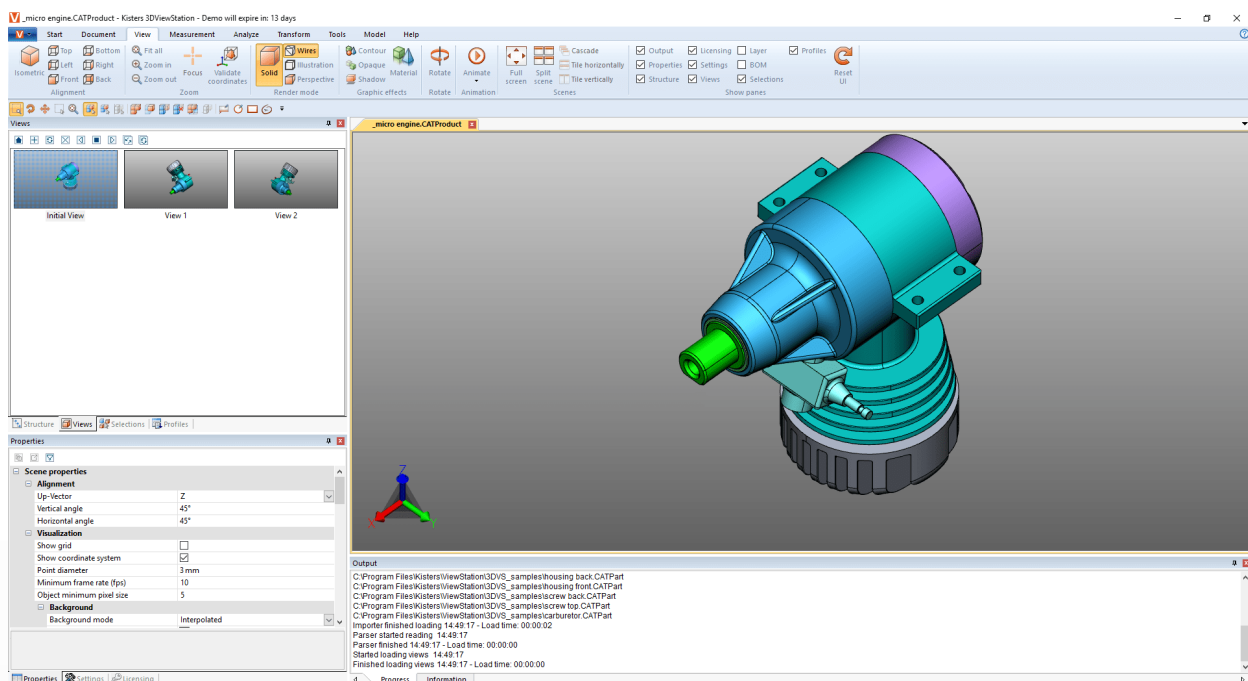 _micro engine.CATProduct - Kisters 3DViewStation - Demo will expire in: 13 days
Start Document View Measurement Analyze Transform Tools Model Help
Isometric
Top Bottom
Left Right
Front Back
Alignment
Fit all
Zoom in
Zoom out
Focus
Validate coordinates
Zoom
Solid
Wires
Illustration
Perspective
Render mode
Contour
Opaque
Shadow
Material
Graphic effects
Rotate
Rotate
Animate
Animation
Full screen
Split scene
Cascade
Tile horizontally
Tile vertically
Scenes
Output Licensing Layer Profiles
Properties Settings BOM
Structure Views Selections
Show panes
Reset UI
Views
Initial View View 1 View 2
Structure Views Selections Profiles
Properties
Scene properties
Alignment
Up-Vector Z
Vertical angle 45°
Horizontal angle 45°
Visualization
Show grid
Show coordinate system
Point diameter 3 mm
Minimum frame rate (fps) 10
Object minimum pixel size 5
Background
Background mode Interpolated
Properties Settings Licensing
_micro engine.CATProduct
Z
X
Y
Output
C:\Program Files\Kisters\ViewStation\3DVS_samples\housing back.CATPart
C:\Program Files\Kisters\ViewStation\3DVS_samples\housing front.CATPart
C:\Program Files\Kisters\ViewStation\3DVS_samples\screw back.CATPart
C:\Program Files\Kisters\ViewStation\3DVS_samples\screw top.CATPart
C:\Program Files\Kisters\ViewStation\3DVS_samples\carburetor.CATPart
Importer finished loading 14:49:17 - Load time: 00:00:02
Parser started reading 14:49:17
Parser finished 14:49:17 - Load time: 00:00:00
Started loading views 14:49:17
Finished loading views 14:49:17 - Load time: 00:00:00
Progress Information